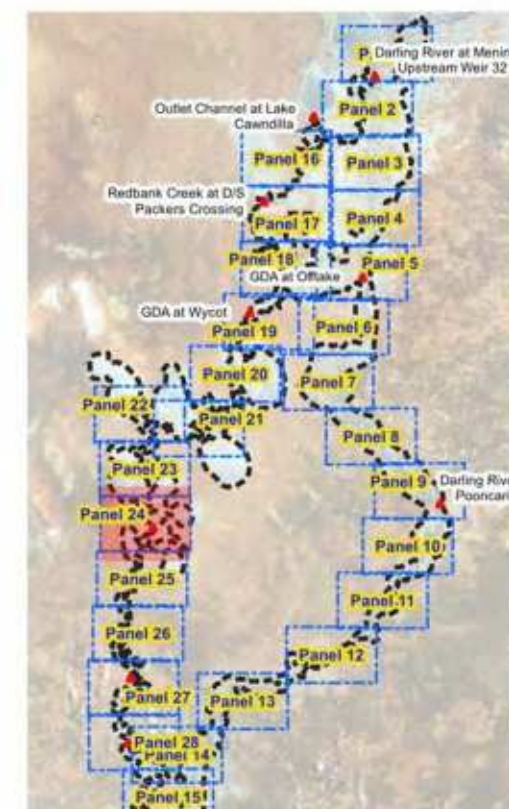 P
Darling River at Menin
Upstream Weir 32
Panel 2
Outlet Channel at Lake
Cawndilla
Panel 16
Panel 3
Redbank Creek at D/S
Packers Crossing
Panel 17
Panel 4
Panel 18
Panel 5
GDA at Offtake
GDA at Wycot
Panel 19
Panel 6
Panel 20
Panel 7
Panel 22
Panel 21
Panel 8
Panel 23
Panel 9
Darling Rive
Pooncari
Panel 24
Panel 10
Panel 25
Panel 11
Panel 26
Panel 12
Panel 27
Panel 13
Panel 28
Panel 14
Panel 15